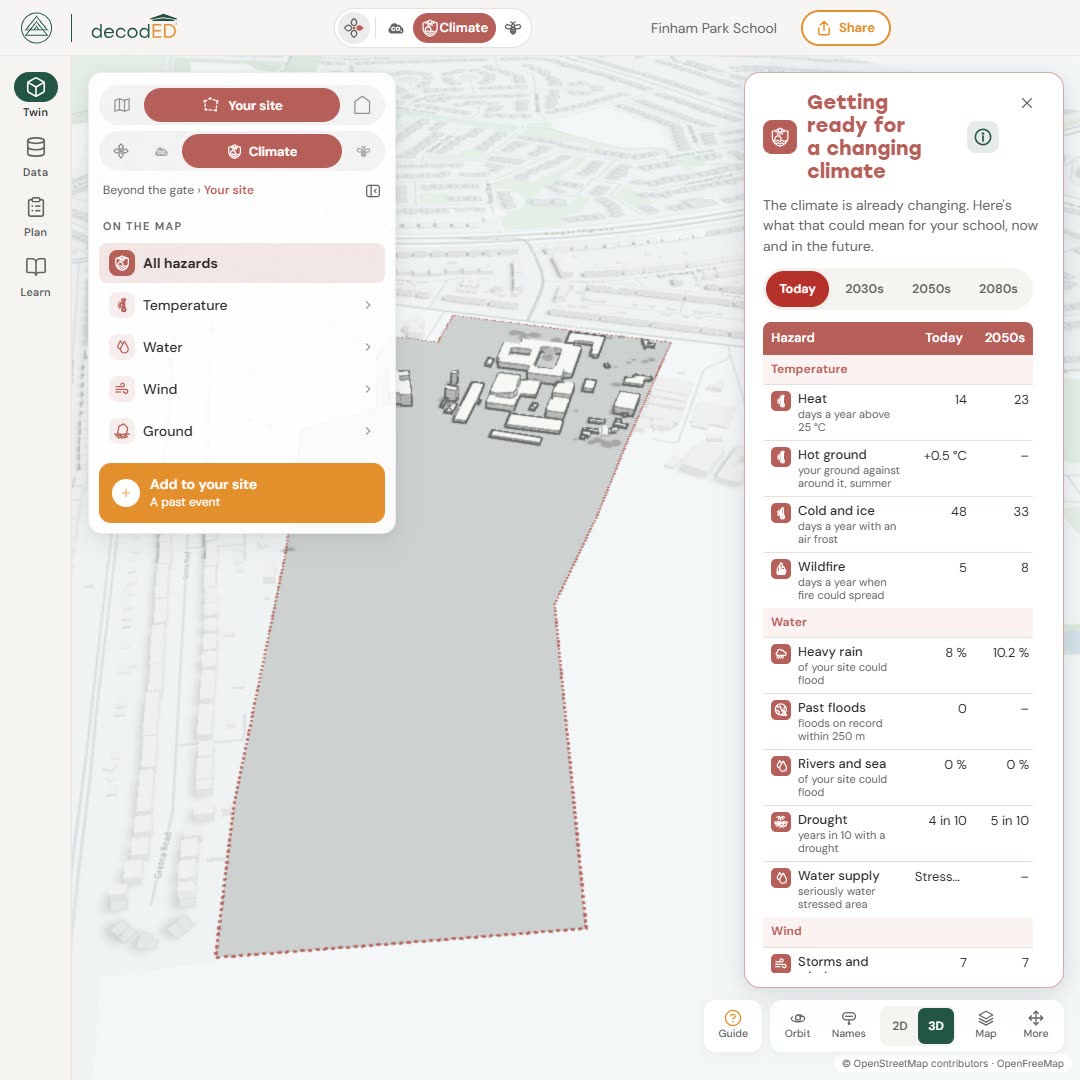 decodED
Climate
Finham Park School
Share
Twin
Data
Plan
Learn
Your site
Climate
Beyond the gate › Your site
ON THE MAP
All hazards
Temperature
Water
Wind
Ground
Add to your site
A past event
Getting
ready for
a changing
climate
The climate is already changing. Here's
what that could mean for your school, now
and in the future.
Today 2030s 2050s 2080s
Hazard Today 2050s
Temperature
Heat 14 23
days a year above
25 °C
Hot ground +0.5 °C –
your ground against
around it, summer
Cold and ice 48 33
days a year with an
air frost
Wildfire 5 8
days a year when
fire could spread
Water
Heavy rain 8 % 10.2 %
of your site could
flood
Past floods 0 –
floods on record
within 250 m
Rivers and sea 0 % 0 %
of your site could
flood
Drought 4 in 10 5 in 10
years in 10 with a
drought
Water supply Stress... –
seriously water
stressed area
Wind
Storms and 7 7
Gretna Road
Guide
Orbit
Names
2D
3D
Map
More
© OpenStreetMap contributors · OpenFreeMap